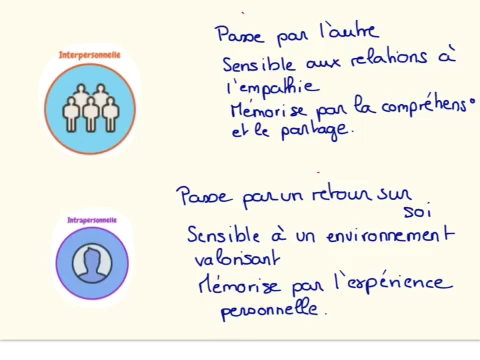 Interpersonnelle
Passe par l'autre
Sensible aux relations à
l'empathie
Mémorise par la compréhens°
et le partage.
Intrapersonnelle
Passe par un retour sur
soi
Sensible à un environnement
valorisant
Mémorise par l'expérience
personnelle.